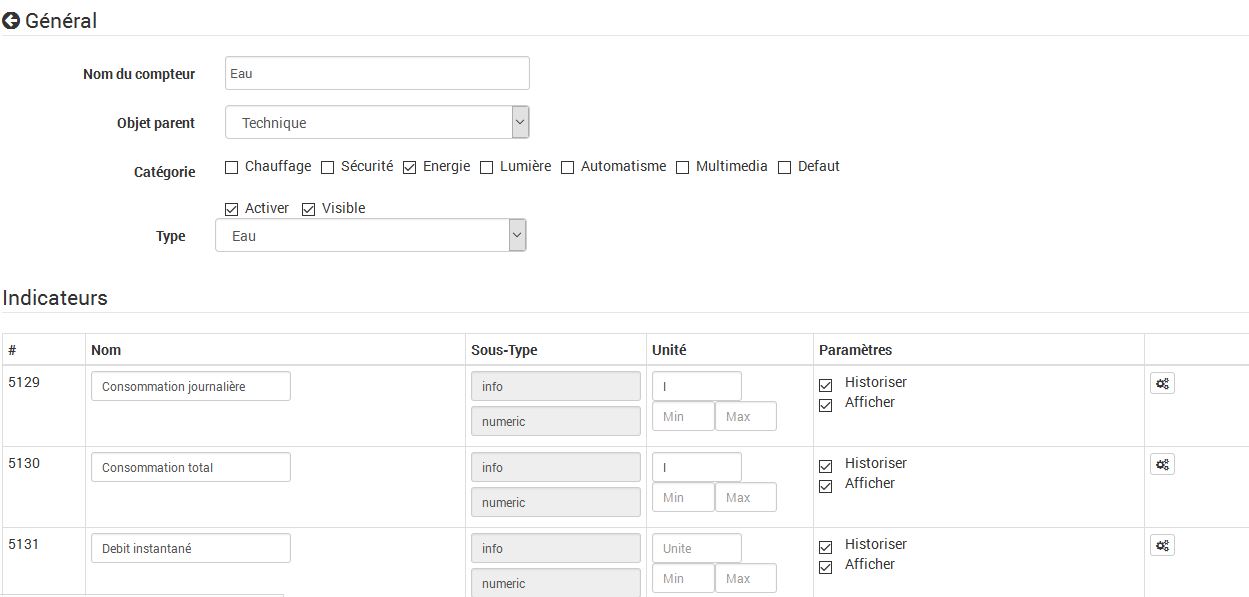 Général
Nom du compteur Eau
Objet parent Technique
Catégorie Chauffage Sécurité Energie Lumière Automatisme Multimedia Defaut
Activer Visible
Type Eau
Indicateurs
# Nom Sous-Type Unité Paramètres
5129 Consommation journalière info l Historiser
numeric Min Max Afficher
5130 Consommation total info l Historiser
numeric Min Max Afficher
5131 Debit instantané info Unite Historiser
numeric Min Max Afficher